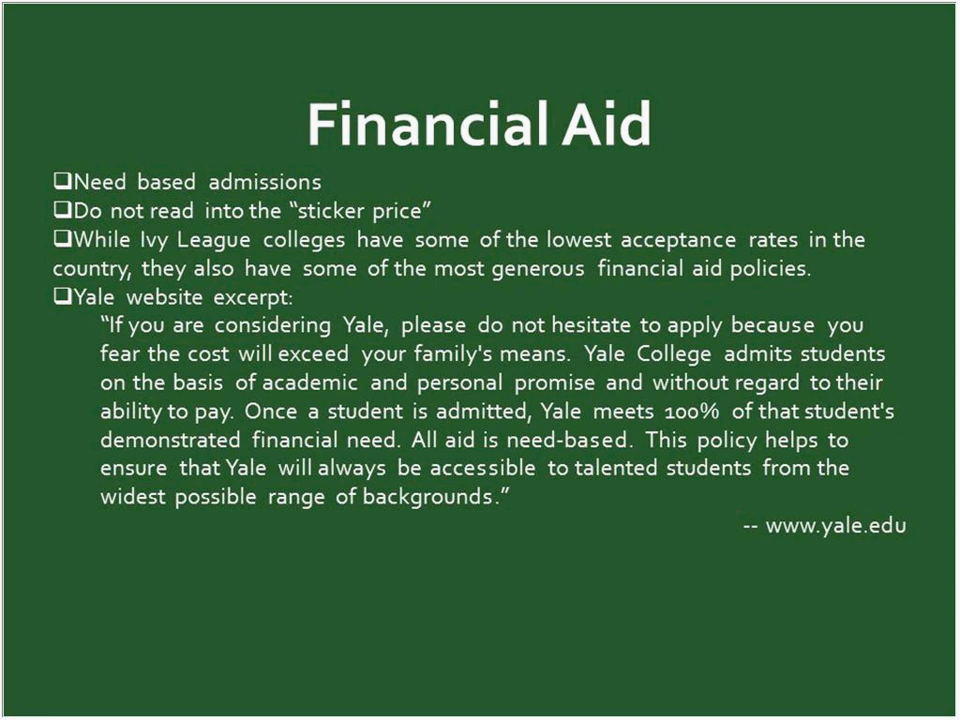 Financial Aid
❑Need based admissions
❑Do not read into the “sticker price”
❑While Ivy League colleges have some of the lowest acceptance rates in the
country, they also have some of the most generous financial aid policies.
❑Yale website excerpt:
“If you are considering Yale, please do not hesitate to apply because you
fear the cost will exceed your family's means. Yale College admits students
on the basis of academic and personal promise and without regard to their
ability to pay. Once a student is admitted, Yale meets 100% of that student's
demonstrated financial need. All aid is need-based. This policy helps to
ensure that Yale will always be accessible to talented students from the
widest possible range of backgrounds.”
-- www.yale.edu